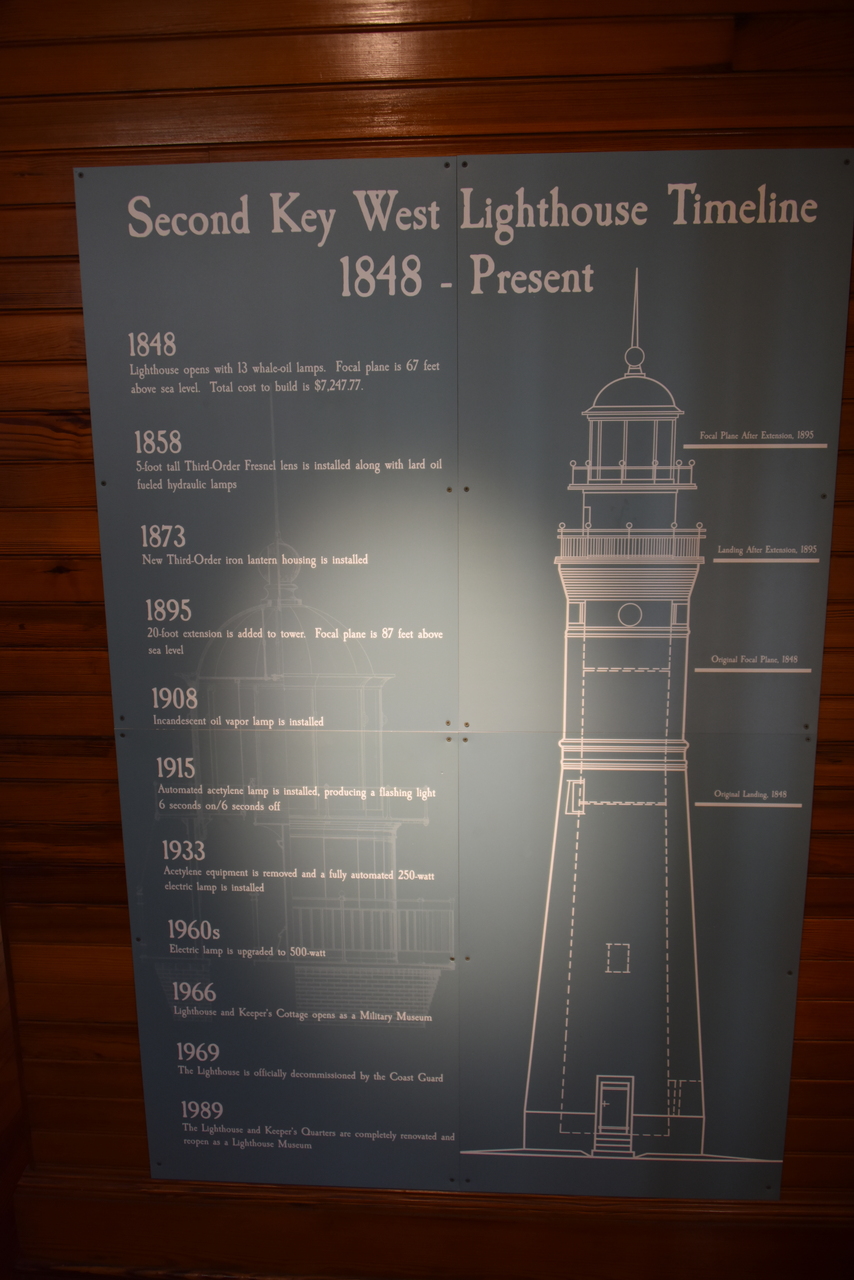 Second Key West Lighthouse Timeline
1848 - Present
1848
Lighthouse opens with 13 whale-oil lamps. Focal plane is 67 feet
above sea level. Total cost to build is $7,247.77.
1858
5-foot tall Third-Order Fresnel lens is installed along with lard oil
fueled hydraulic lamps
1873
New Third-Order iron lantern housing is installed
1895
20-foot extension is added to tower. Focal plane is 87 feet above
sea level
1908
Incandescent oil vapor lamp is installed
1915
Automated acetylene lamp is installed, producing a flashing light
6 seconds on/6 seconds off
1933
Acetylene equipment is removed and a fully automated 250-watt
electric lamp is installed
1960s
Electric lamp is upgraded to 500-watt
1966
Lighthouse and Keeper's Cottage opens as a Military Museum
1969
The Lighthouse is officially decommissioned by the Coast Guard
1989
The Lighthouse and Keeper's Quarters are completely renovated and
reopen as a Lighthouse Museum
Focal Plane After Extension, 1895
Landing After Extension, 1895
Original Focal Plane, 1848
Original Landing, 1848